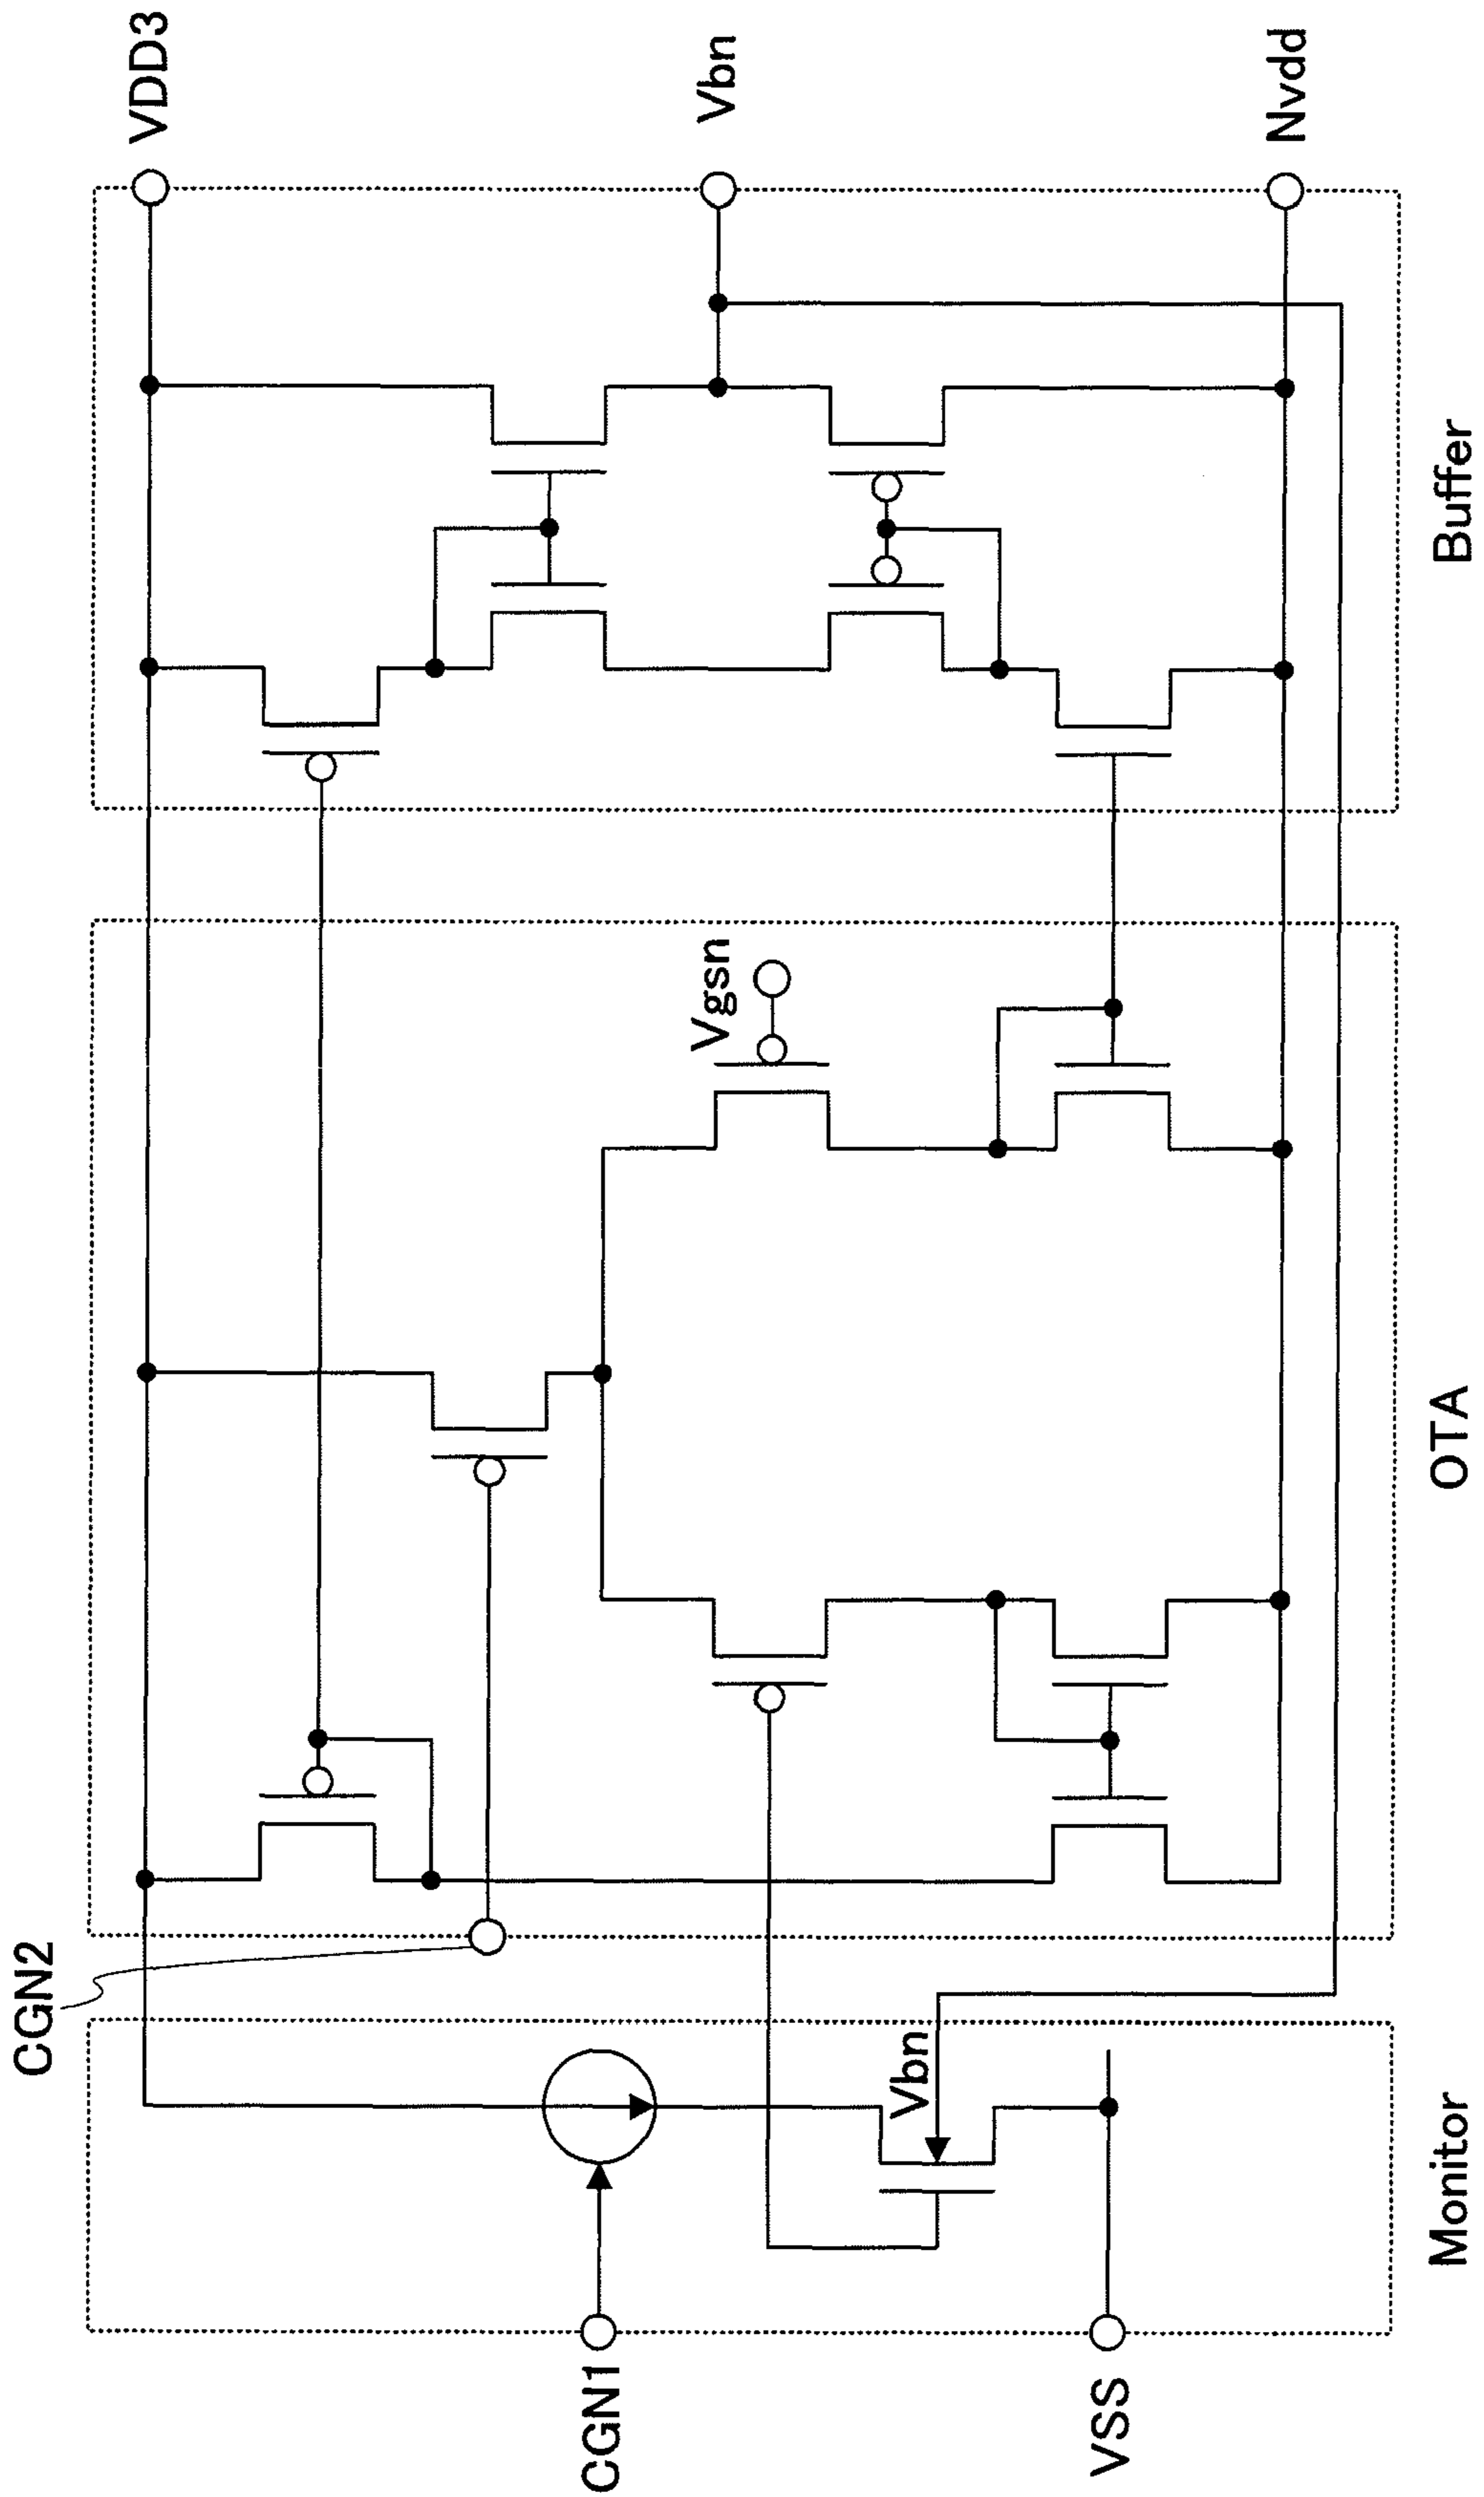 CGN2
VDD3
Vbn
Nvdd
Vgsn
Vbn
CGN1
VSS
Monitor
OTA
Buffer